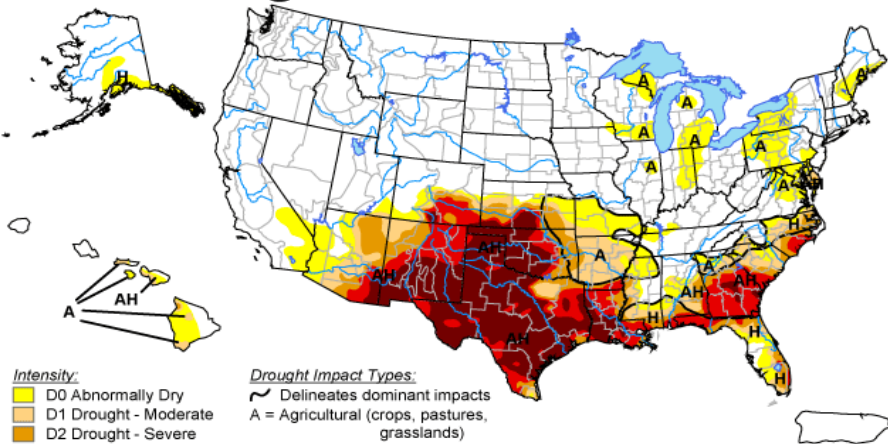 H
A
A
A
A
A
A
A
A
AH
H
A
AH
A
AH
AH
AH
AH
H
H
H
A
AH
Intensity:
D0 Abnormally Dry
D1 Drought - Moderate
D2 Drought - Severe
Drought Impact Types:
Delineates dominant impacts
A = Agricultural (crops, pastures,
grasslands)